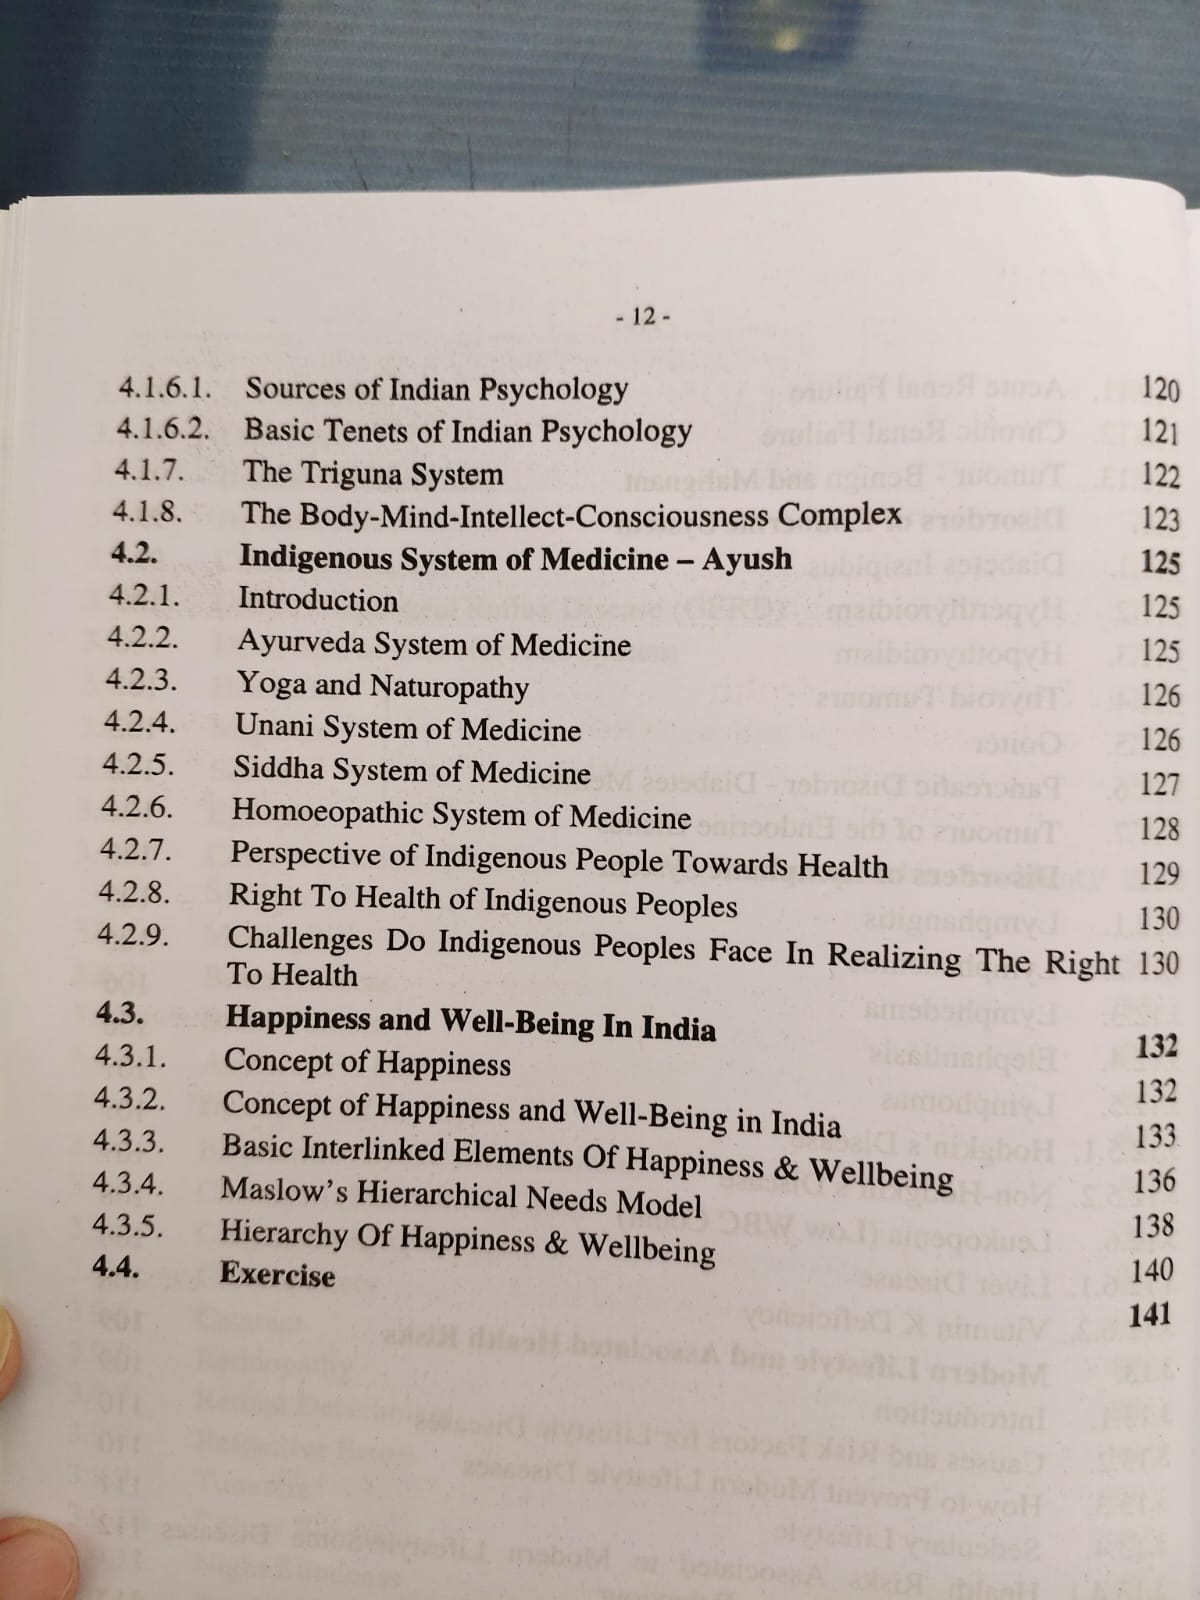 - 12 -
4.1.6.1. Sources of Indian Psychology 120
4.1.6.2. Basic Tenets of Indian Psychology 121
4.1.7. The Triguna System 122
4.1.8. The Body-Mind-Intellect-Consciousness Complex 123
4.2. Indigenous System of Medicine – Ayush 125
4.2.1. Introduction 125
4.2.2. Ayurveda System of Medicine 125
4.2.3. Yoga and Naturopathy 126
4.2.4. Unani System of Medicine 126
4.2.5. Siddha System of Medicine 127
4.2.6. Homoeopathic System of Medicine 128
4.2.7. Perspective of Indigenous People Towards Health 129
4.2.8. Right To Health of Indigenous Peoples 130
4.2.9. Challenges Do Indigenous Peoples Face In Realizing The Right 130
To Health
4.3. Happiness and Well-Being In India 132
4.3.1. Concept of Happiness 132
4.3.2. Concept of Happiness and Well-Being in India 133
4.3.3. Basic Interlinked Elements Of Happiness & Wellbeing 136
4.3.4. Maslow's Hierarchical Needs Model 138
4.3.5. Hierarchy Of Happiness & Wellbeing 140
4.4. Exercise 141